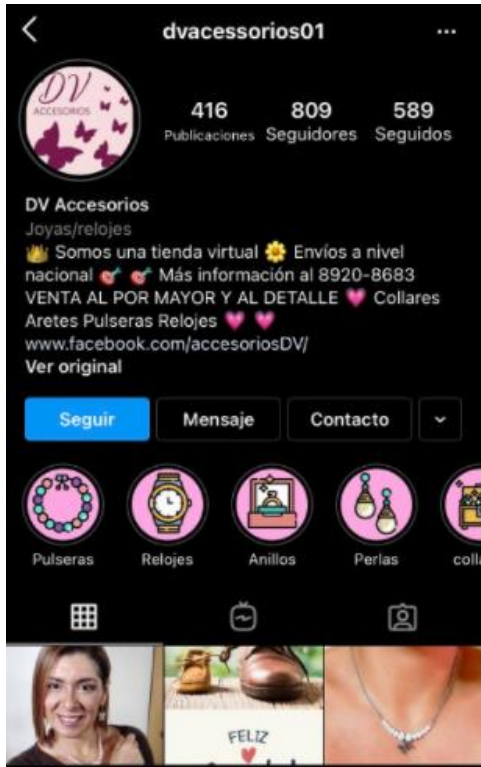 dvacessorios01
DV
ACCESORIOS
416 809 589
Publicaciones Seguidores Seguidos
DV Accesorios
Joyas/relojes
👑 Somos una tienda virtual 🌼 Envíos a nivel
nacional 💘 💘 Más información al 8920-8683
VENTA AL POR MAYOR Y AL DETALLE 💗 Collares
Aretes Pulseras Relojes 💗 💗
www.facebook.com/accesoriosDV/
Ver original
Seguir Mensaje Contacto
Pulseras Relojes Anillos Perlas colla
FELIZ